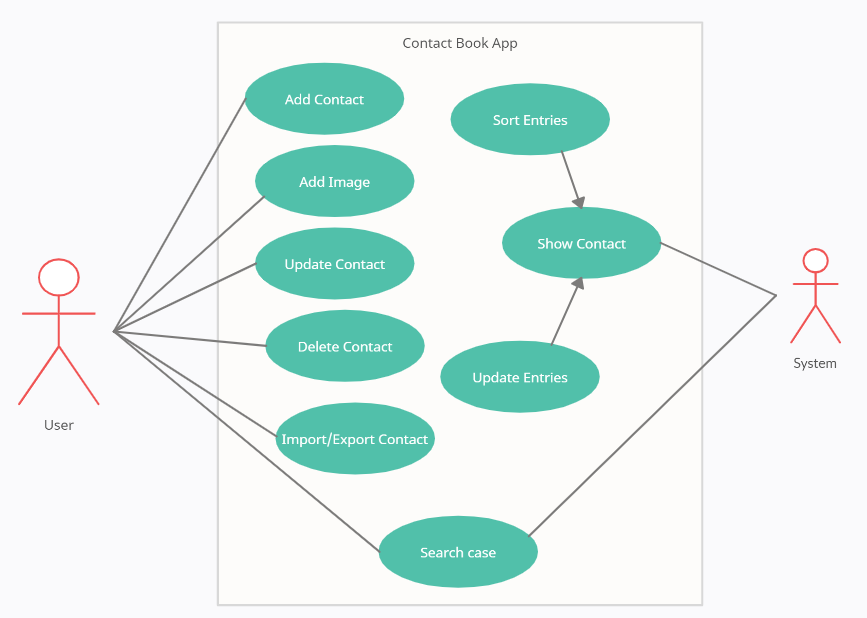 Contact Book App
Add Contact
Sort Entries
Add Image
Show Contact
Update Contact
Delete Contact
System
Update Entries
User
Import/Export Contact
Search case